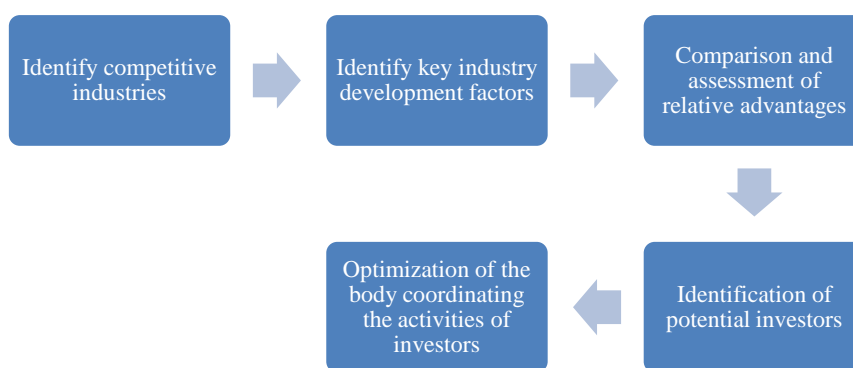 Identify competitive
industries
Identify key industry
development factors
Comparison and
assessment of
relative advantages
Identification of
potential investors
Optimization of the
body coordinating
the activities of
investors